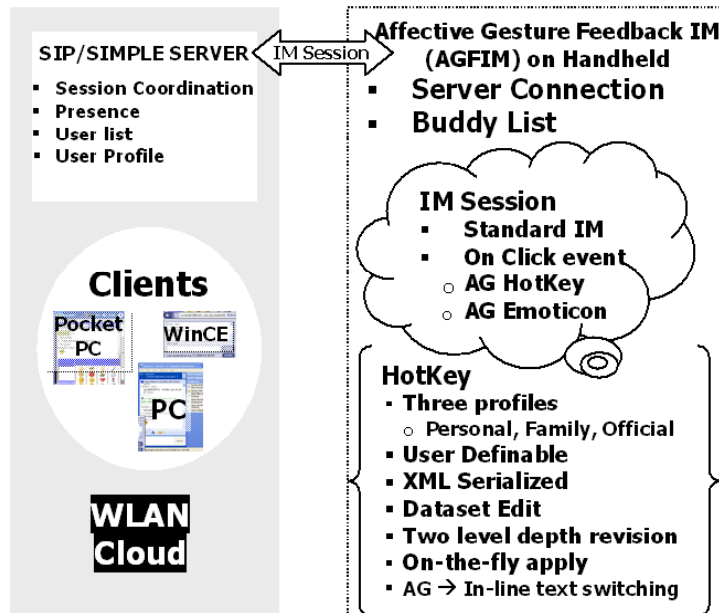 SIP/SIMPLE SERVER
▪ Session Coordination
▪ Presence
▪ User list
▪ User Profile
IM Session
Clients
Pocket
PC
WinCE
PC
WLAN
Cloud
Affective Gesture Feedback IM
(AGFIM) on Handheld
▪ Server Connection
▪ Buddy List
IM Session
▪ Standard IM
▪ On Click event
○ AG HotKey
○ AG Emoticon
HotKey
▪ Three profiles
○ Personal, Family, Official
▪ User Definable
▪ XML Serialized
▪ Dataset Edit
▪ Two level depth revision
▪ On-the-fly apply
▪ AG → In-line text switching